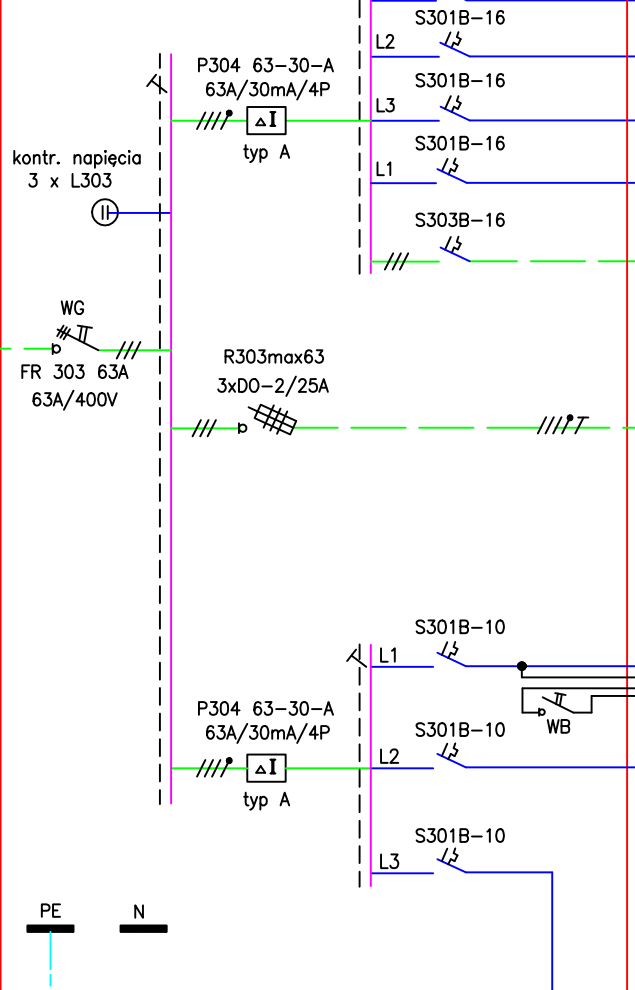 S301B-16
L2
P304 63-30-A
63A/30mA/4P
S301B-16
L3
ΔI
typ A
S301B-16
L1
kontr. napięcia
3 x L303
S303B-16
WG
FR 303 63A
63A/400V
R303max63
3xD0-2/25A
S301B-10
L1
P304 63-30-A
63A/30mA/4P
WB
S301B-10
L2
ΔI
typ A
S301B-10
L3
PE
N